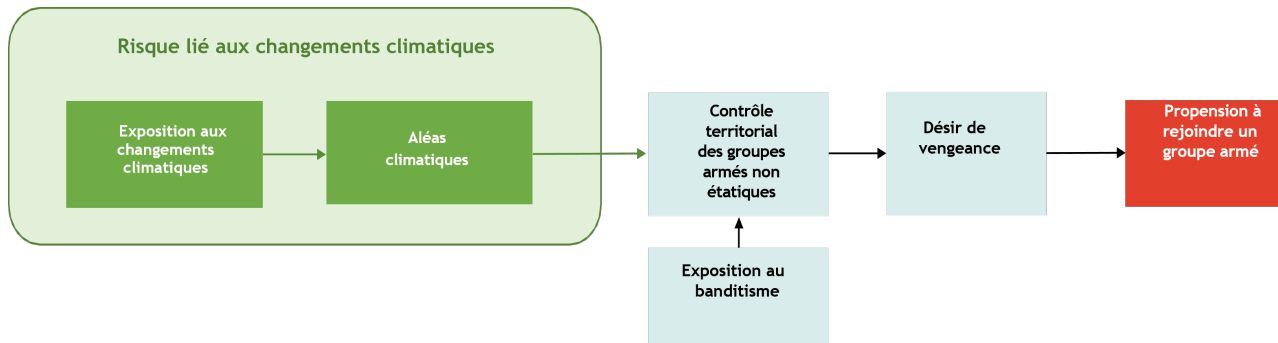 Risque lié aux changements climatiques
Exposition aux
changements
climatiques
Aléas
climatiques
Contrôle
territorial
des groupes
armés non
étatiques
Désir de
vengeance
Propension à
rejoindre un
groupe armé
Exposition au
banditisme